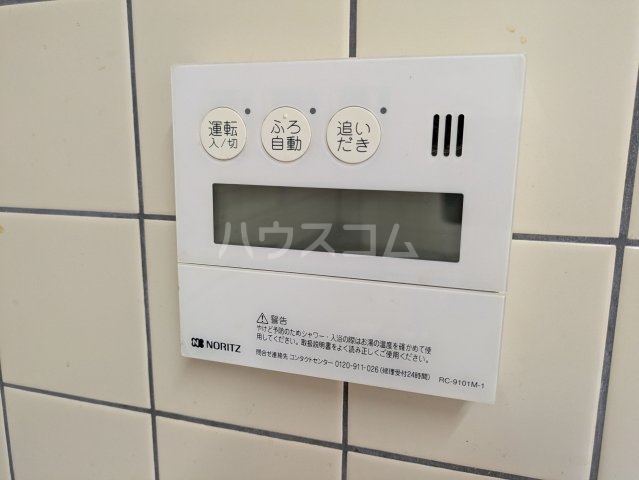 運転
入/切
ふろ
自動
追い
だき
ハウスコム
警告
やけど予防のためシャワー・入浴の際はお湯の温度を確かめて使
用してください。取扱説明書をよく読み正しくご使用ください。
NORITZ
問合せ連絡先 コンタクトセンター 0120-911-026 (修理受付24時間)
RC-9101M-1